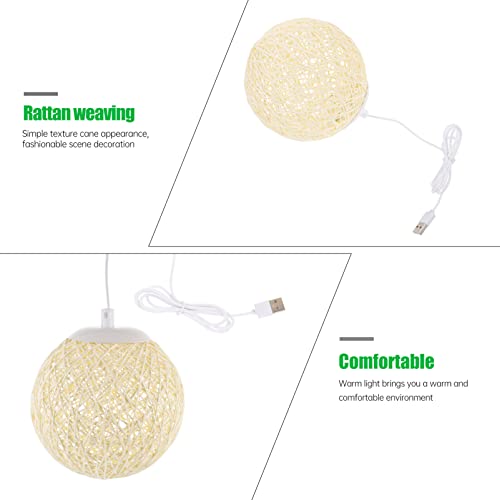 Rattan weaving
Simple texture cane appearance,
fashionable scene decoration
Comfortable
Warm light brings you a warm and
comfortable environment